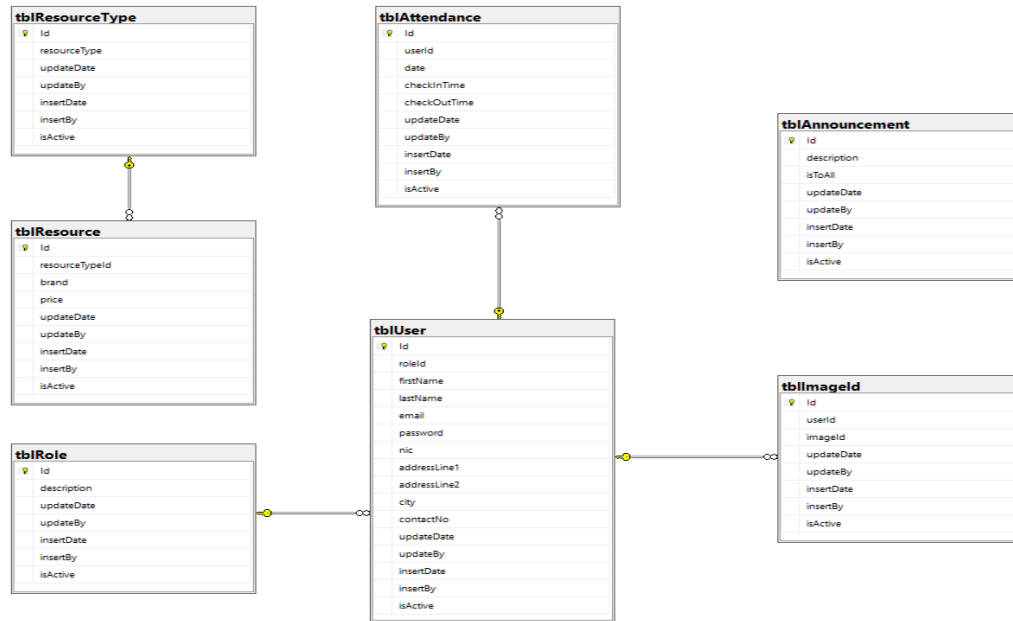 tblResourceType
Id
resourceType
updateDate
updateBy
insertDate
insertBy
isActive
tblAttendance
Id
userId
date
checkInTime
checkOutTime
updateDate
updateBy
insertDate
insertBy
isActive
tblAnnouncement
Id
description
isToAll
updateDate
updateBy
insertDate
insertBy
isActive
tblResource
Id
resourceTypeId
brand
price
updateDate
updateBy
insertDate
insertBy
isActive
tblUser
Id
roleId
firstName
lastName
email
password
nic
addressLine1
addressLine2
city
contactNo
updateDate
updateBy
insertDate
insertBy
isActive
tblImageId
Id
userId
imageId
updateDate
updateBy
insertDate
insertBy
isActive
tblRole
Id
description
updateDate
updateBy
insertDate
insertBy
isActive